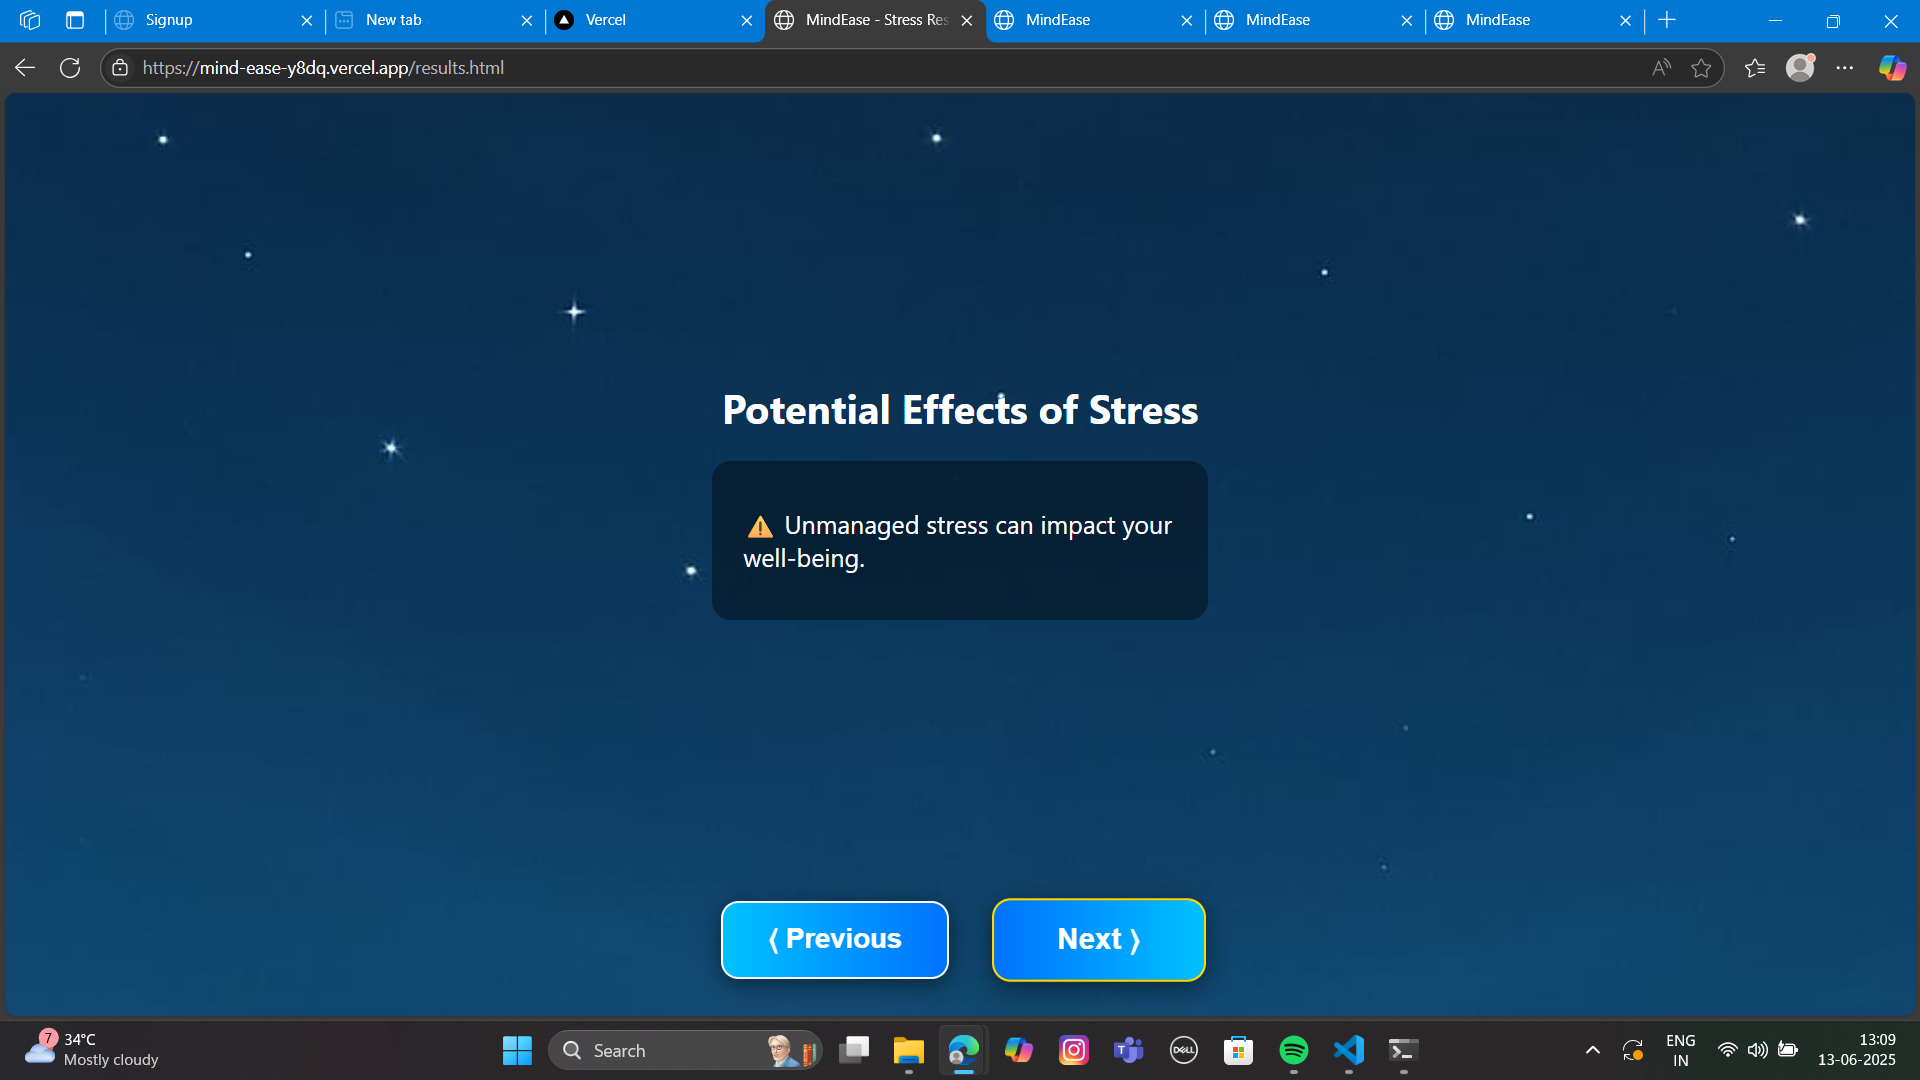 Signup
New tab
Vercel
MindEase - Stress Res
MindEase
MindEase
MindEase
https://mind-ease-y8dq.vercel.app/results.html
Potential Effects of Stress
⚠️ Unmanaged stress can impact your
well-being.
⟨ Previous
Next ⟩
7
34°C
Mostly cloudy
Search
DELL
ENG
IN
13:09
13-06-2025